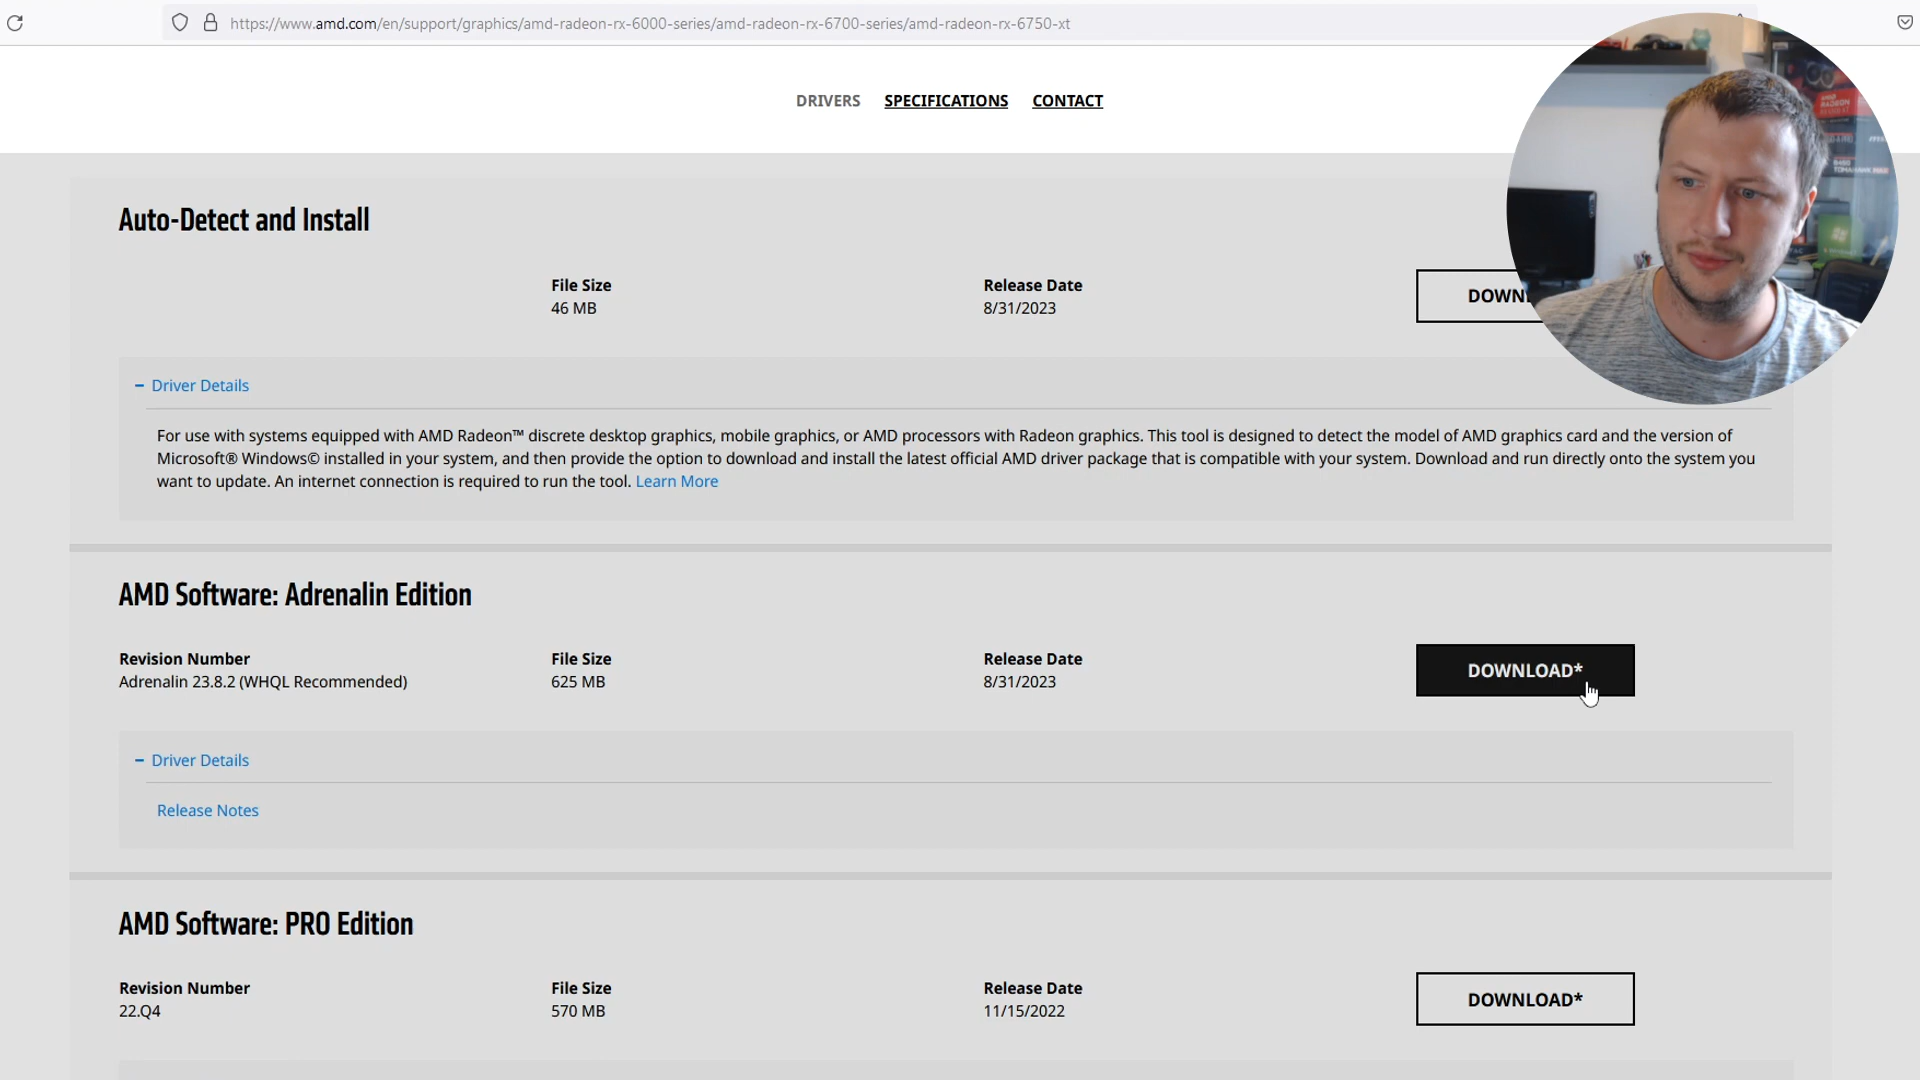 https://www.amd.com/en/support/graphics/amd-radeon-rx-6000-series/amd-radeon-rx-6700-series/amd-radeon-rx-6750-xt
DRIVERS SPECIFICATIONS CONTACT
Auto-Detect and Install
File Size Release Date
46 MB 8/31/2023
DOWN
− Driver Details
For use with systems equipped with AMD Radeon™ discrete desktop graphics, mobile graphics, or AMD processors with Radeon graphics. This tool is designed to detect the model of AMD graphics card and the version of
Microsoft® Windows© installed in your system, and then provide the option to download and install the latest official AMD driver package that is compatible with your system. Download and run directly onto the system you
want to update. An internet connection is required to run the tool. Learn More
AMD Software: Adrenalin Edition
Revision Number File Size Release Date
Adrenalin 23.8.2 (WHQL Recommended) 625 MB 8/31/2023
DOWNLOAD*
− Driver Details
Release Notes
AMD Software: PRO Edition
Revision Number File Size Release Date
22.Q4 570 MB 11/15/2022
DOWNLOAD*